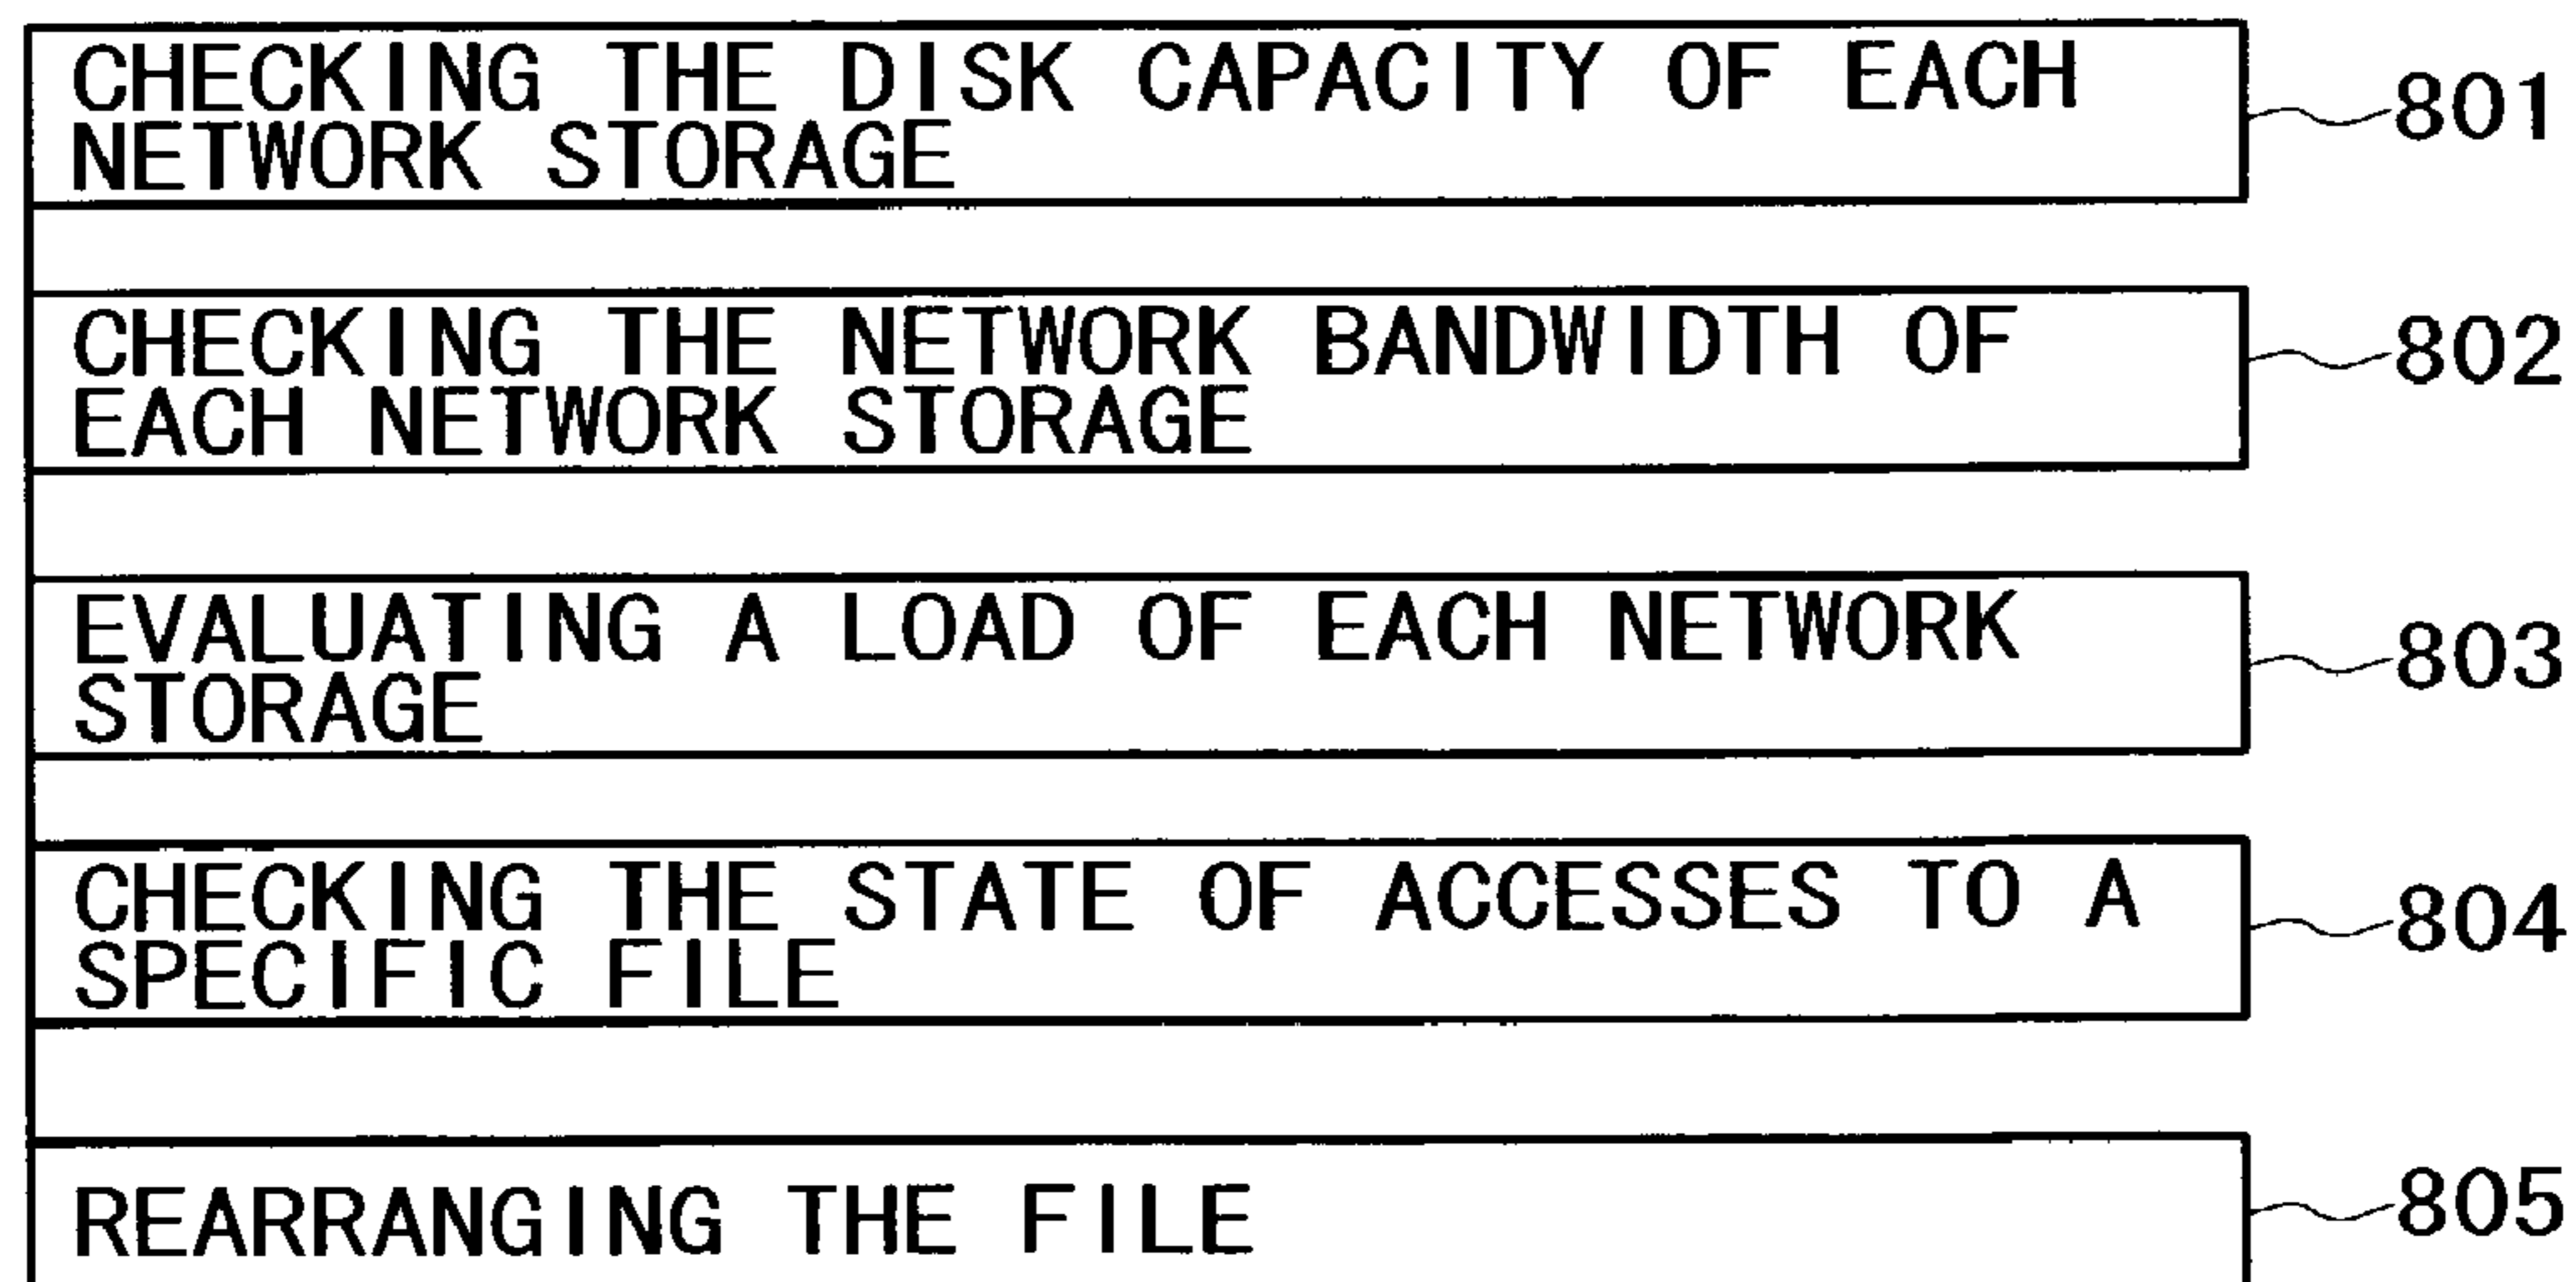 CHECKING THE DISK CAPACITY OF EACH
NETWORK STORAGE
801
CHECKING THE NETWORK BANDWIDTH OF
EACH NETWORK STORAGE
802
EVALUATING A LOAD OF EACH NETWORK
STORAGE
803
CHECKING THE STATE OF ACCESSES TO A
SPECIFIC FILE
804
REARRANGING THE FILE
805